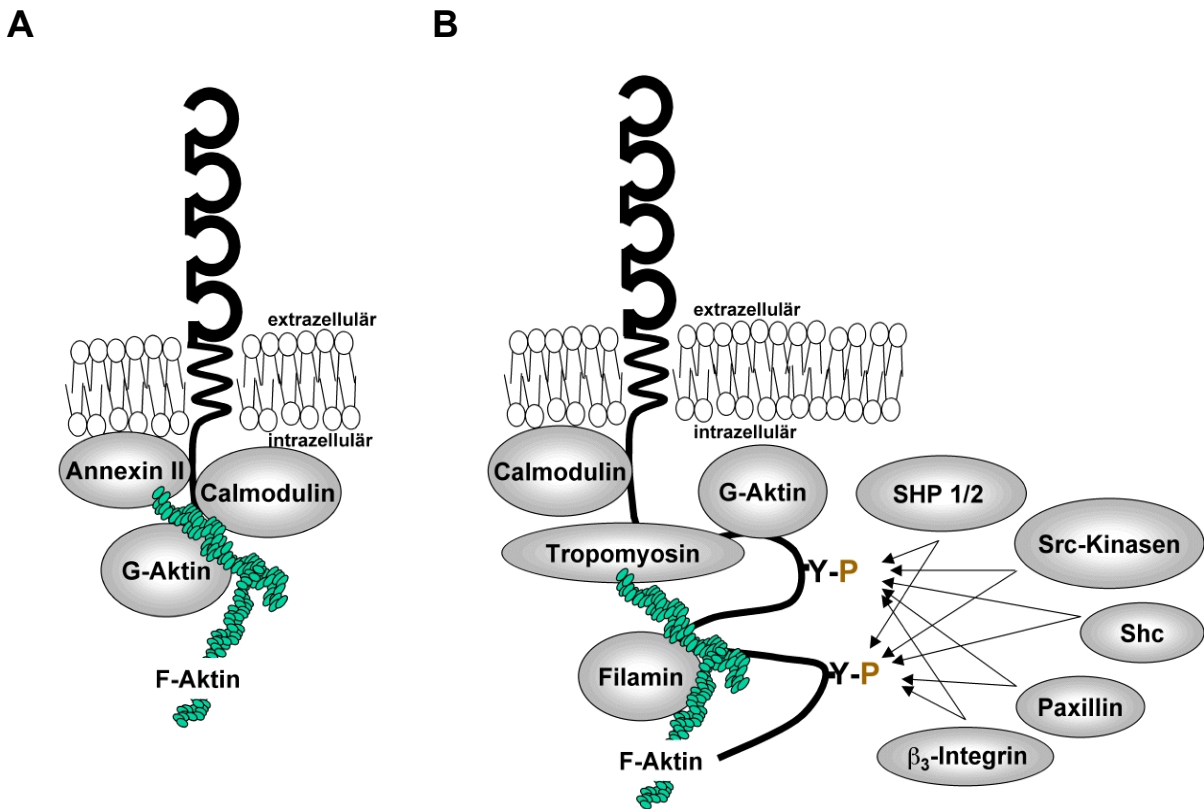 A
extrazellulär
intrazellulär
Annexin II
Calmodulin
G-Aktin
F-Aktin
B
extrazellulär
intrazellulär
Calmodulin
G-Aktin
SHP 1/2
Src-Kinasen
Tropomyosin
Y-P
Shc
Filamin
Y-P
Paxillin
F-Aktin
β3-Integrin